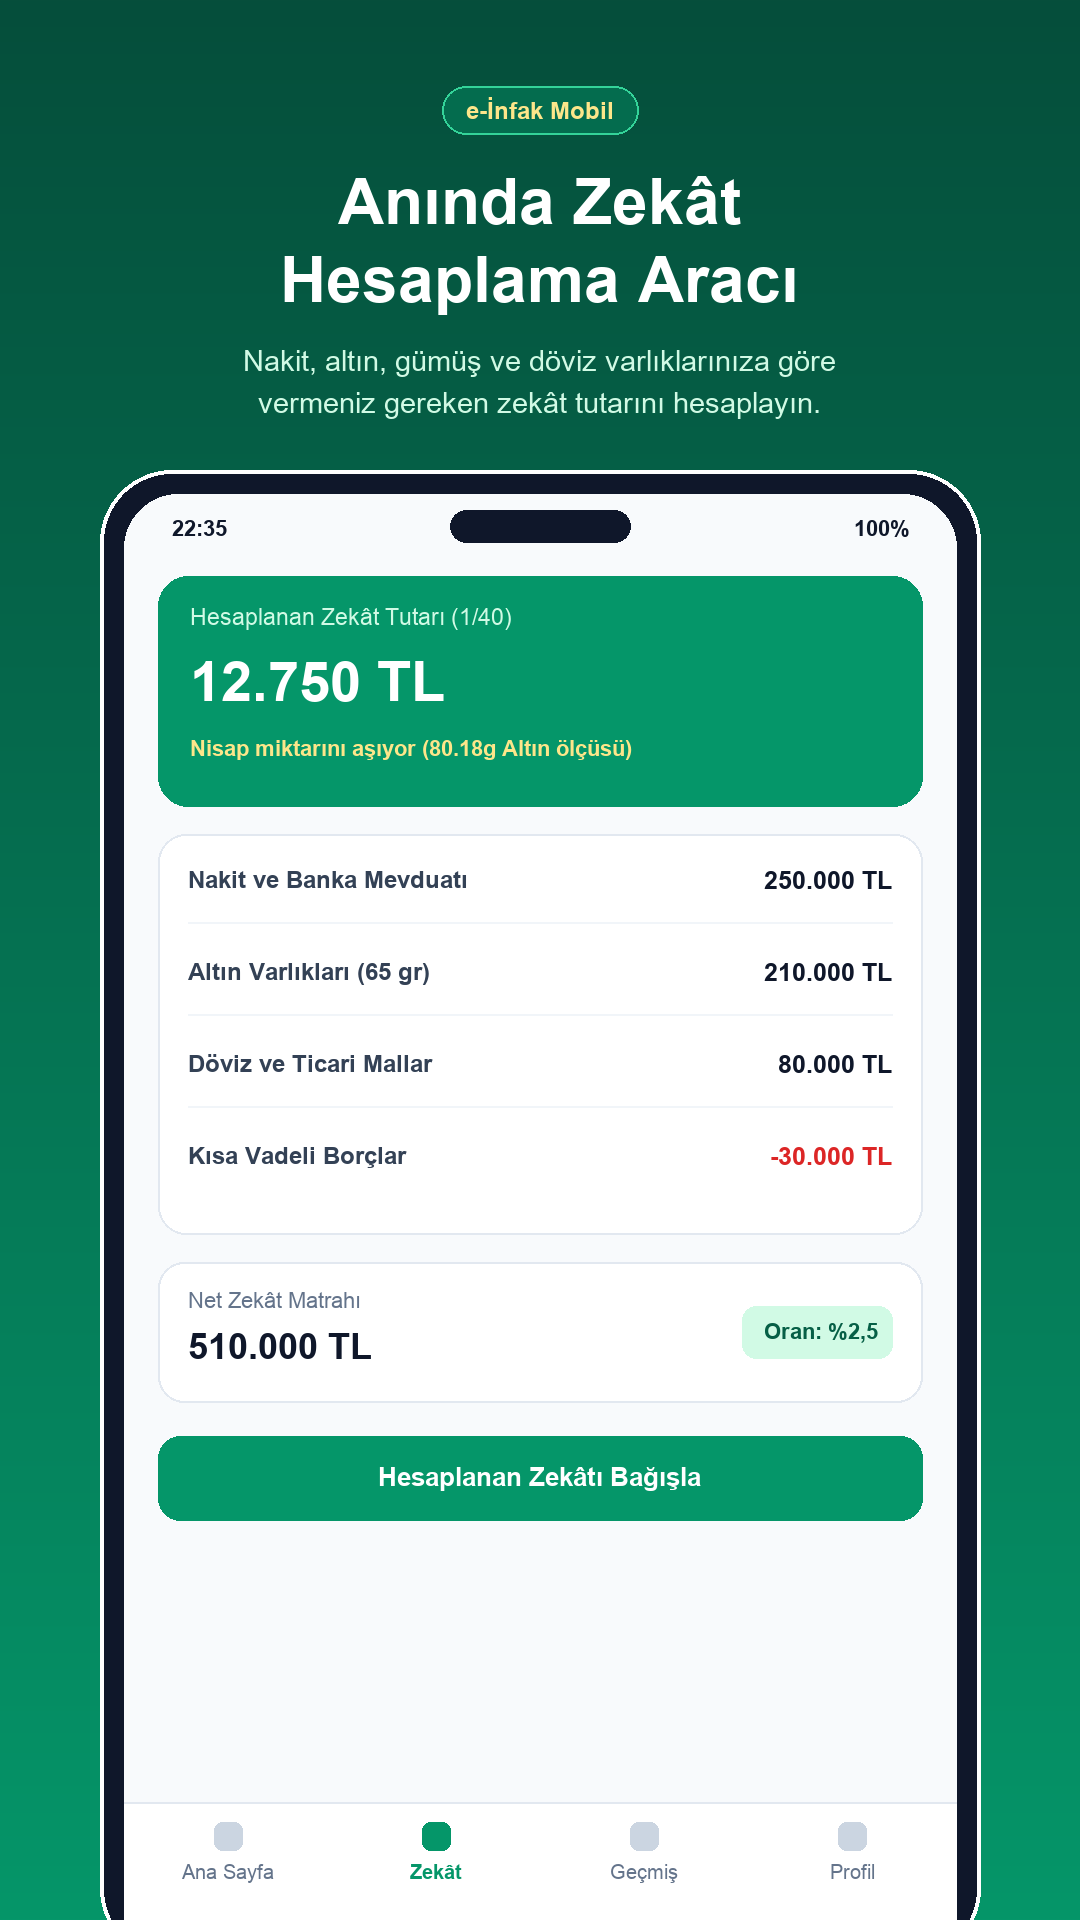 e-İnfak Mobil
Anında Zekât
Hesaplama Aracı
Nakit, altın, gümüş ve döviz varlıklarınıza göre
vermeniz gereken zekât tutarını hesaplayın.
22:35
100%
Hesaplanan Zekât Tutarı (1/40)
12.750 TL
Nisap miktarını aşıyor (80.18g Altın ölçüsü)
Nakit ve Banka Mevduatı 250.000 TL
Altın Varlıkları (65 gr) 210.000 TL
Döviz ve Ticari Mallar 80.000 TL
Kısa Vadeli Borçlar -30.000 TL
Net Zekât Matrahı
510.000 TL
Oran: %2,5
Hesaplanan Zekâtı Bağışla
Ana Sayfa Zekât Geçmiş Profil